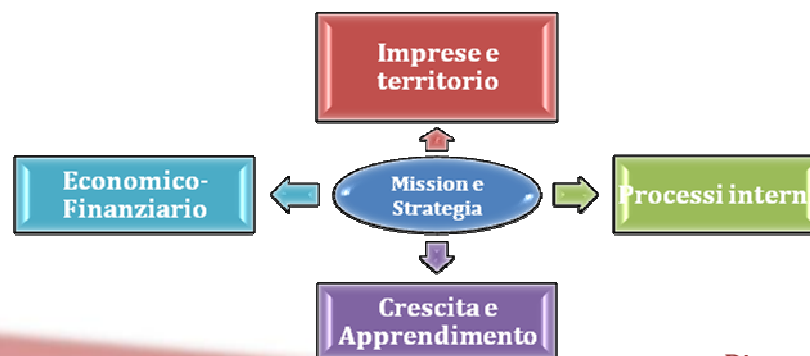 Imprese e
territorio
Economico-
Finanziario
Mission e
Strategia
Processi intern
Crescita e
Apprendimento